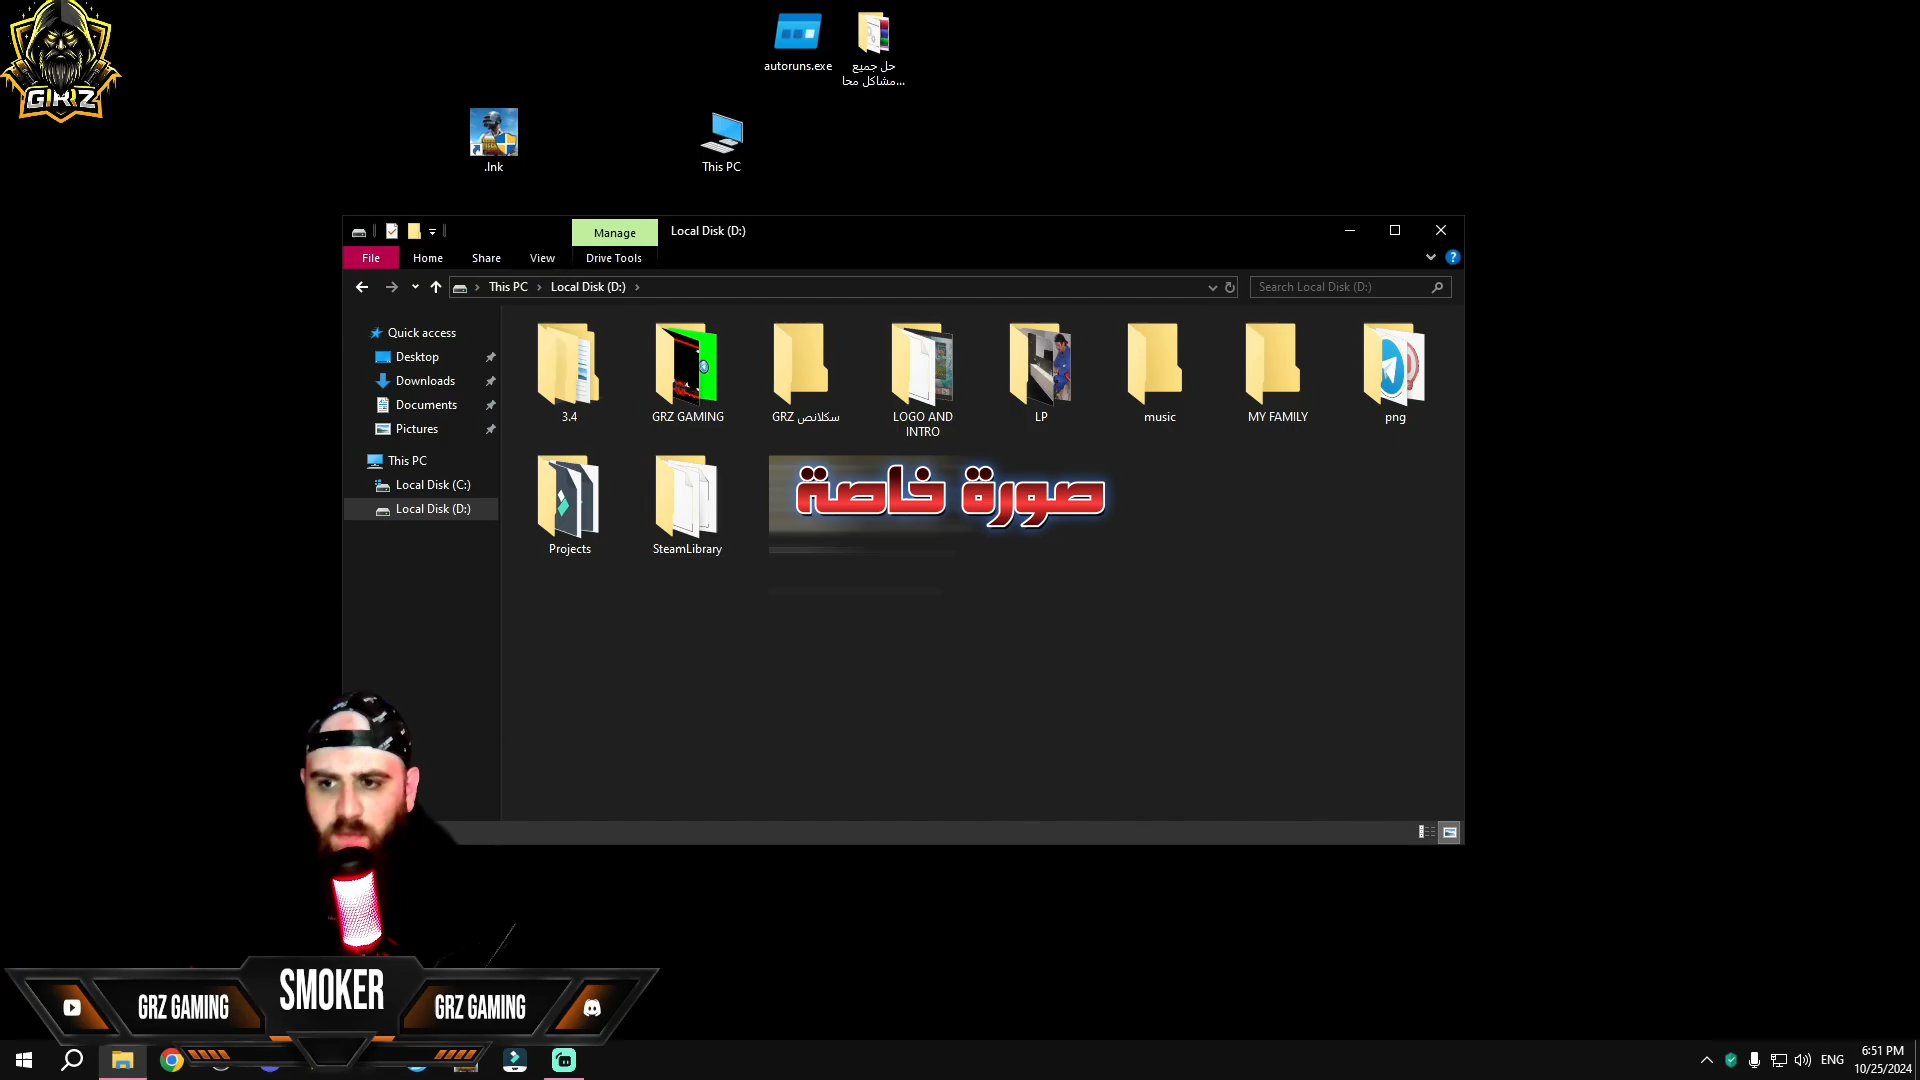 GRZ
autoruns.exe
حل جميع
مشاكل محا...
.lnk
This PC
Manage
Local Disk (D:)
File
Home
Share
View
Drive Tools
This PC
Local Disk (D:)
Search Local Disk (D:)
Quick access
Desktop
Downloads
Documents
Pictures
This PC
Local Disk (C:)
Local Disk (D:)
3.4
GRZ GAMING
GRZ سكلانص
LOGO AND
INTRO
LP
music
MY FAMILY
png
Projects
SteamLibrary
صورة خاصة
GRZ GAMING
SMOKER
GRZ GAMING
ENG
6:51 PM
10/25/2024